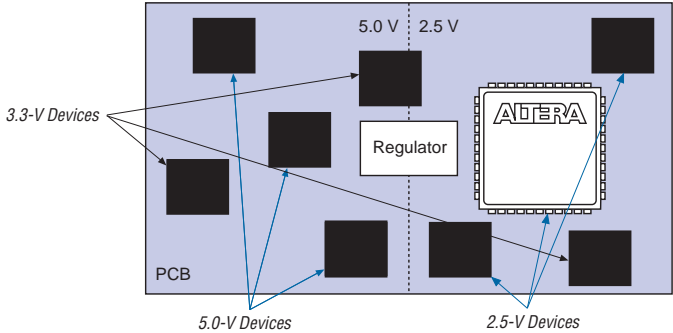 5.0 V 2.5 V
ALTERA
3.3-V Devices
Regulator
PCB
5.0-V Devices
2.5-V Devices